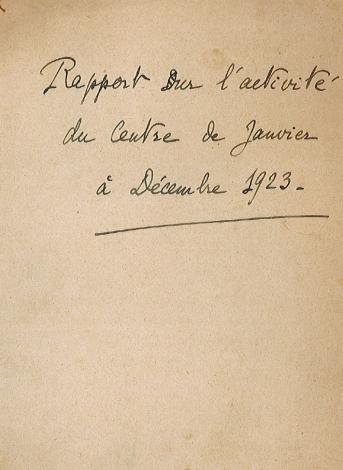 Rapport sur l'activité
du Centre de Janvier
à Décembre 1923-